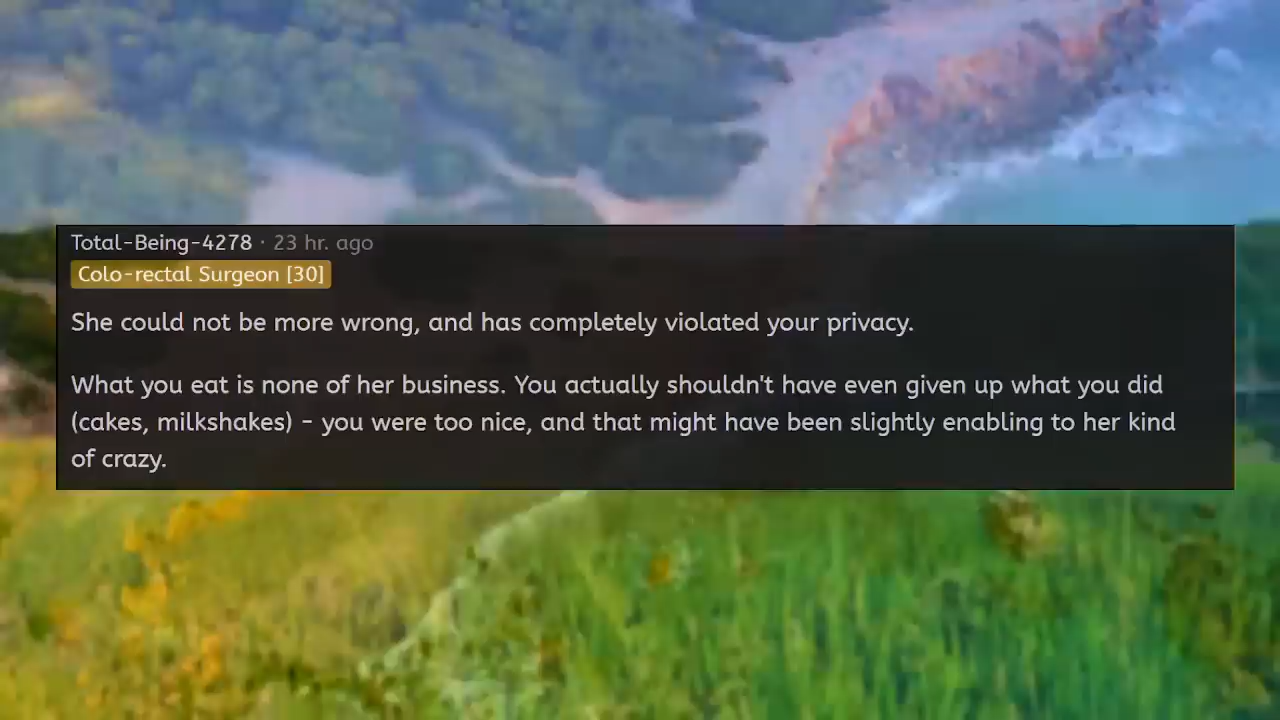 Total-Being-4278 · 23 hr. ago
Colo-rectal Surgeon [30]
She could not be more wrong, and has completely violated your privacy.
What you eat is none of her business. You actually shouldn't have even given up what you did
(cakes, milkshakes) - you were too nice, and that might have been slightly enabling to her kind
of crazy.